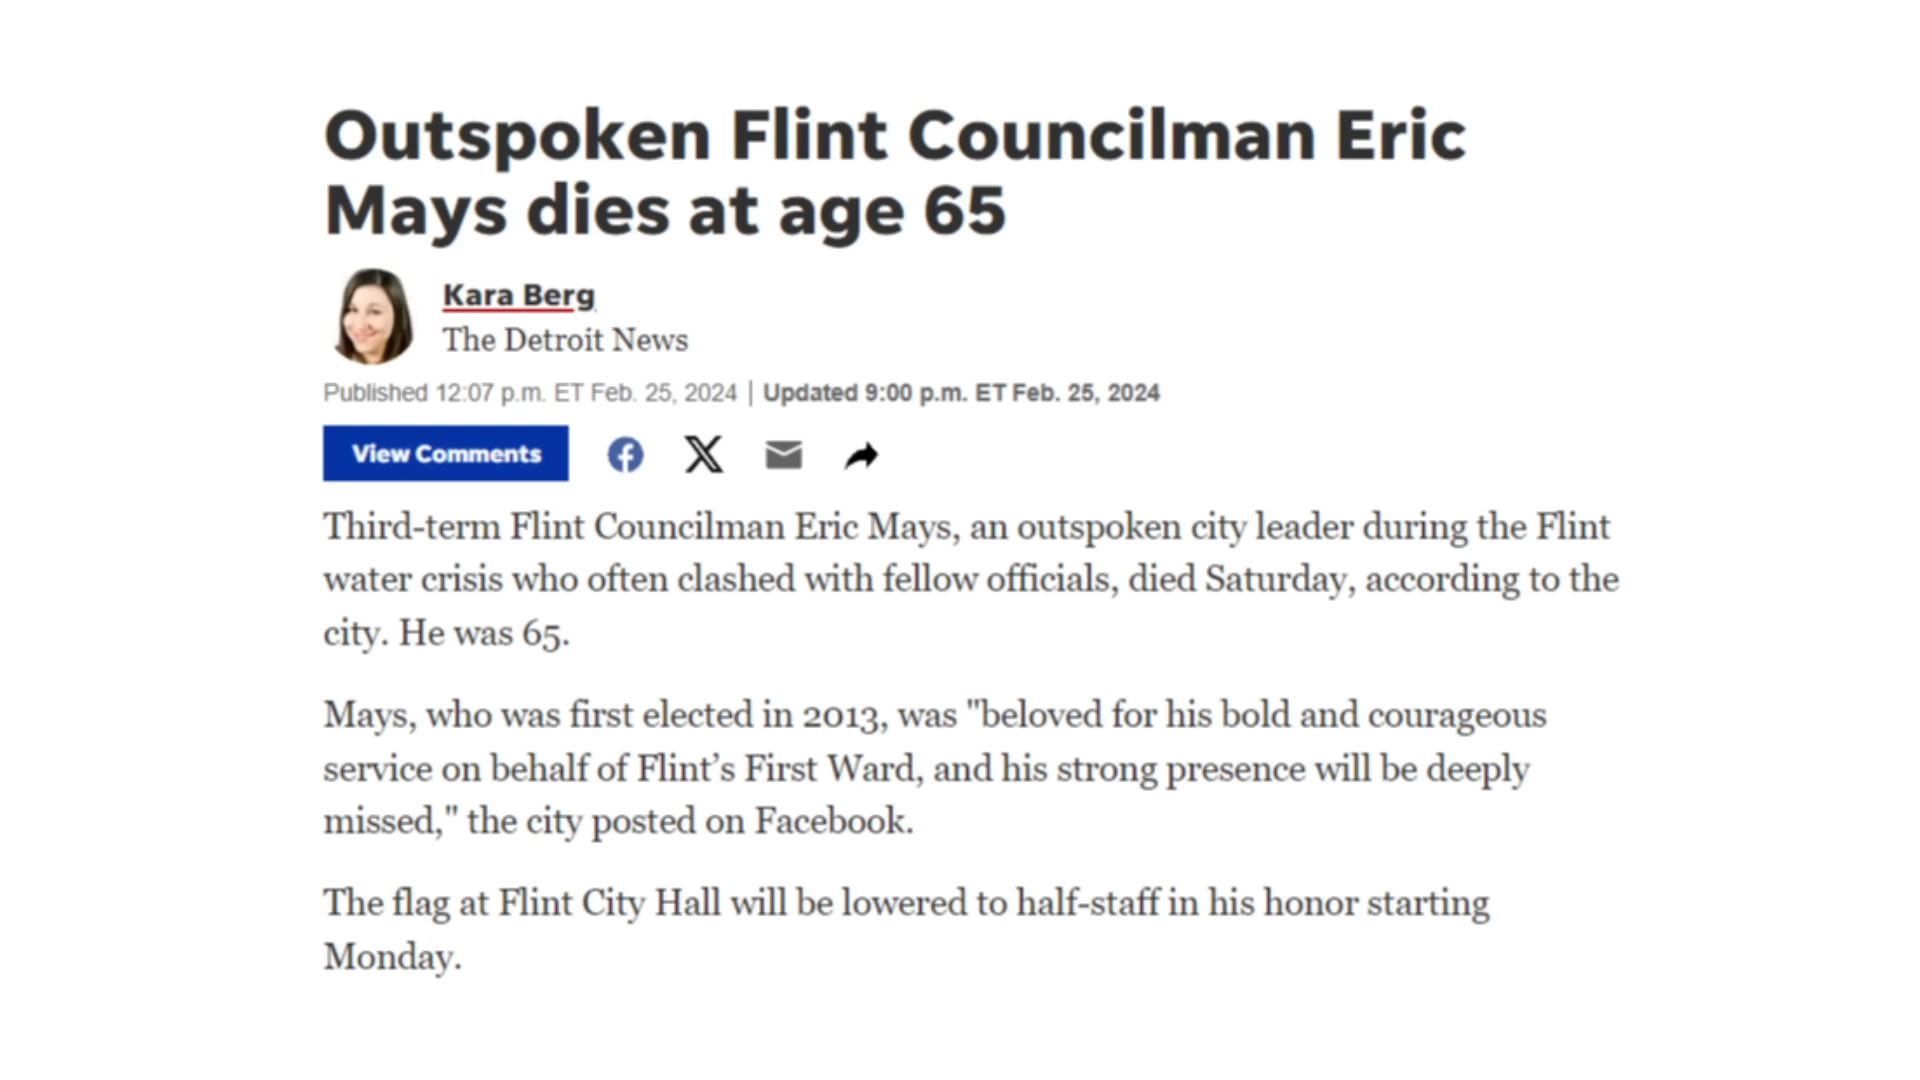 Outspoken Flint Councilman Eric
Mays dies at age 65
Kara Berg
The Detroit News
Published 12:07 p.m. ET Feb. 25, 2024 | Updated 9:00 p.m. ET Feb. 25, 2024
View Comments
Third-term Flint Councilman Eric Mays, an outspoken city leader during the Flint
water crisis who often clashed with fellow officials, died Saturday, according to the
city. He was 65.
Mays, who was first elected in 2013, was "beloved for his bold and courageous
service on behalf of Flint’s First Ward, and his strong presence will be deeply
missed," the city posted on Facebook.
The flag at Flint City Hall will be lowered to half-staff in his honor starting
Monday.